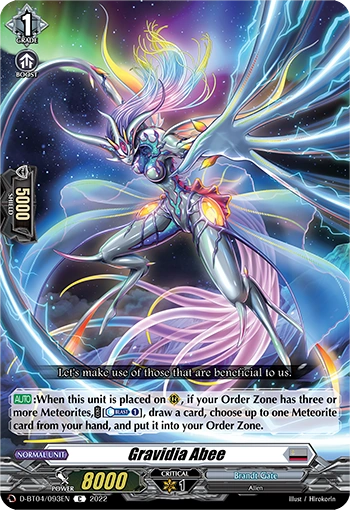 1
GRADE
BOOST
5000
SHIELD
Let's make use of those that are beneficial to us.
AUTO :When this unit is placed on R, if your Order Zone has three or
more Meteorites, [COUNTER BLAST 1], draw a card, choose up to one Meteorite
card from your hand, and put it into your Order Zone.
NORMAL UNIT
Gravidia Abee
POWER 8000
CRITICAL
1
Brandt Gate
Alien
D-BT04/093EN C 2022
Illust / Hirokorin